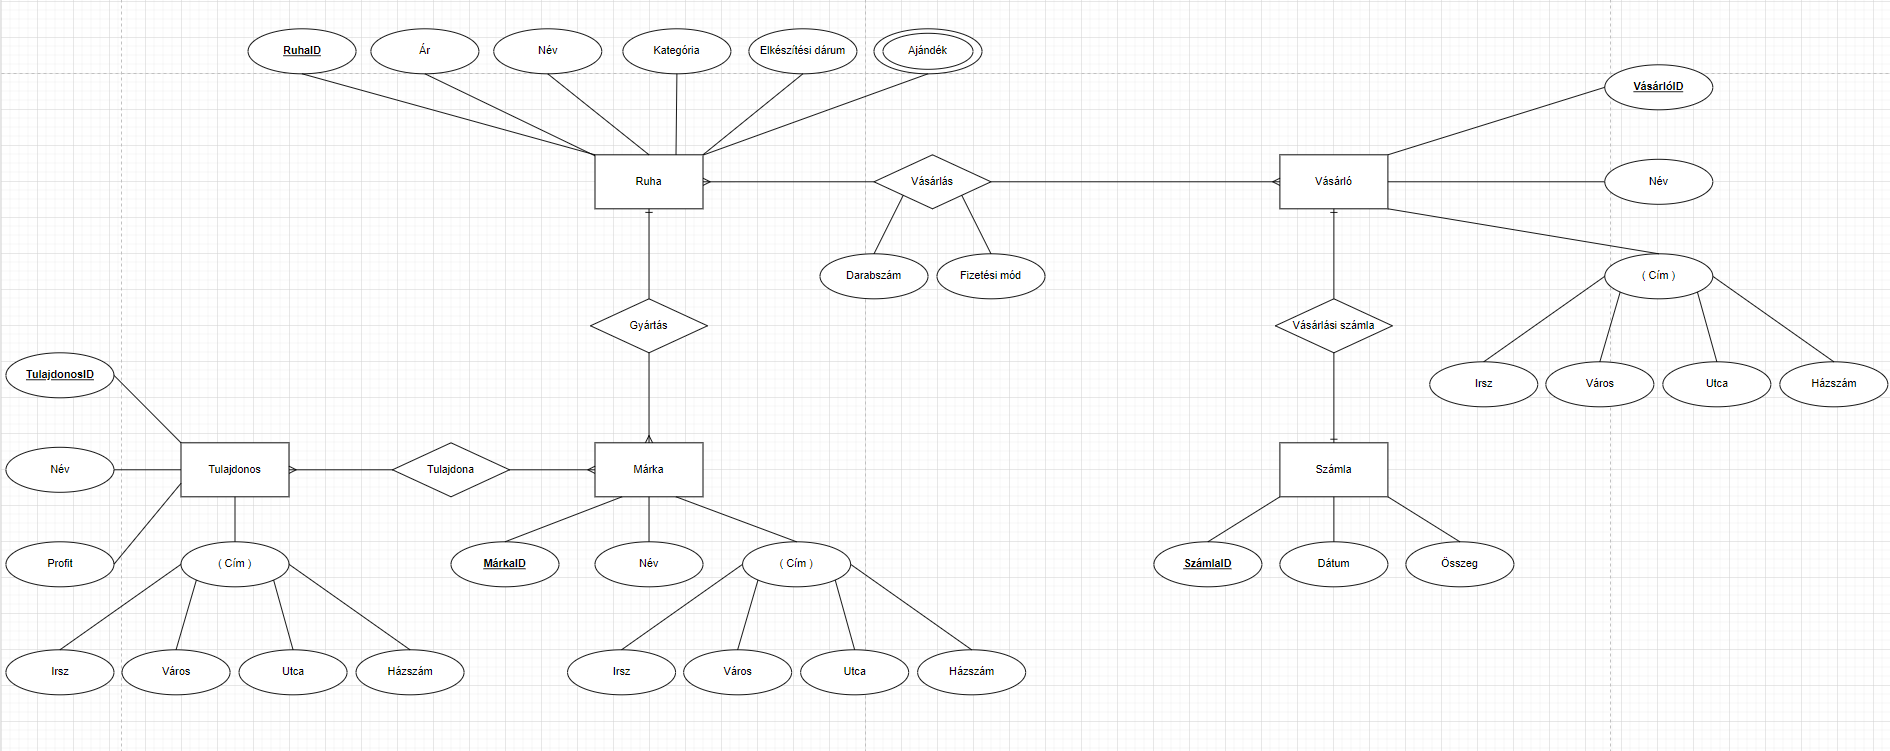 RuhaID
Ár
Név
Kategória
Elkészítési dárum
Ajándék
VásárlóID
Ruha
Vásárlás
Vásárló
Név
Darabszám
Fizetési mód
( Cím )
Gyártás
Vásárlási számla
Irsz
Város
Utca
Házszám
TulajdonosID
Név
Tulajdonos
Tulajdona
Márka
Számla
Profit
( Cím )
MárkaID
Név
( Cím )
SzámlaID
Dátum
Összeg
Irsz
Város
Utca
Házszám
Irsz
Város
Utca
Házszám